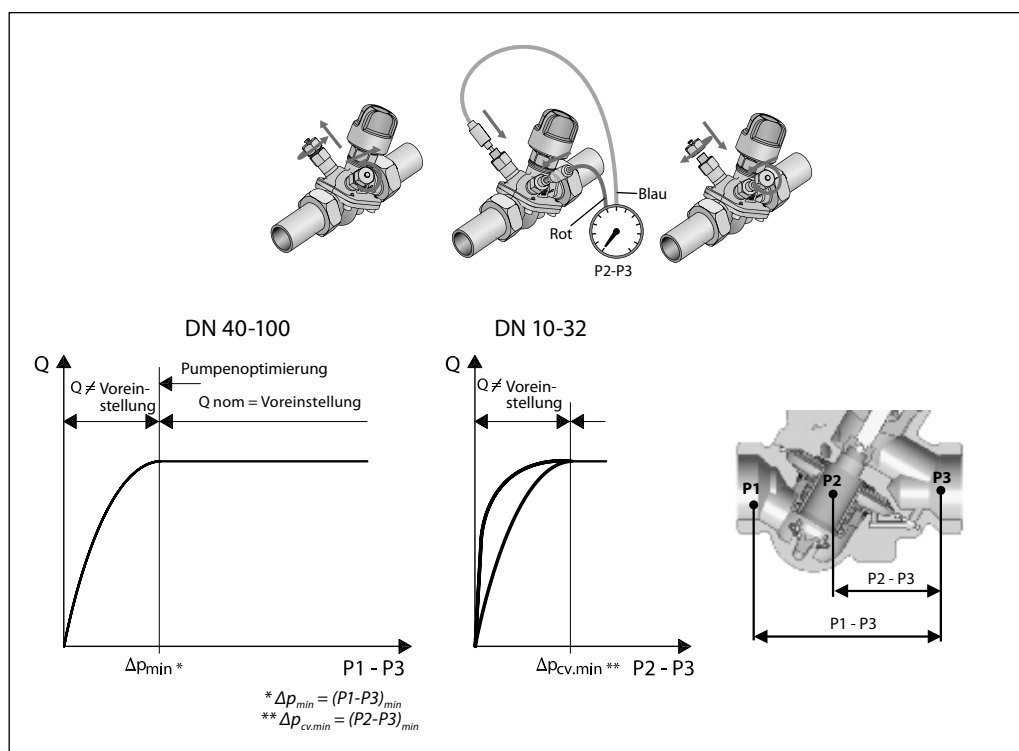 Blau
Rot
P2-P3
DN 40-100
Q
Pumpenoptimierung
Q ≠ Vorein-
stellung
Q nom = Voreinstellung
Δpmin *
P1 - P3
DN 10-32
Q
Q ≠ Vorein-
stellung
Δpcv.min **
P2 - P3
* Δpmin = (P1-P3)min
** Δpcv.min = (P2-P3)min
P1
P2
P3
P2 - P3
P1 - P3